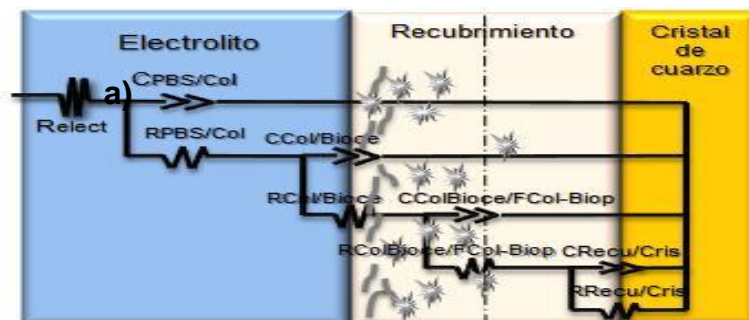 Electrolito
Recubrimiento
Cristal
de
cuarzo
a)
CPBS/Col
Relect
RPBS/Col
CCol/Bioce
RCol/Bioce
CColBioce/FCol-Biop
RColBioce/FCol-Biop
CRecu/Cris
RRecu/Cris